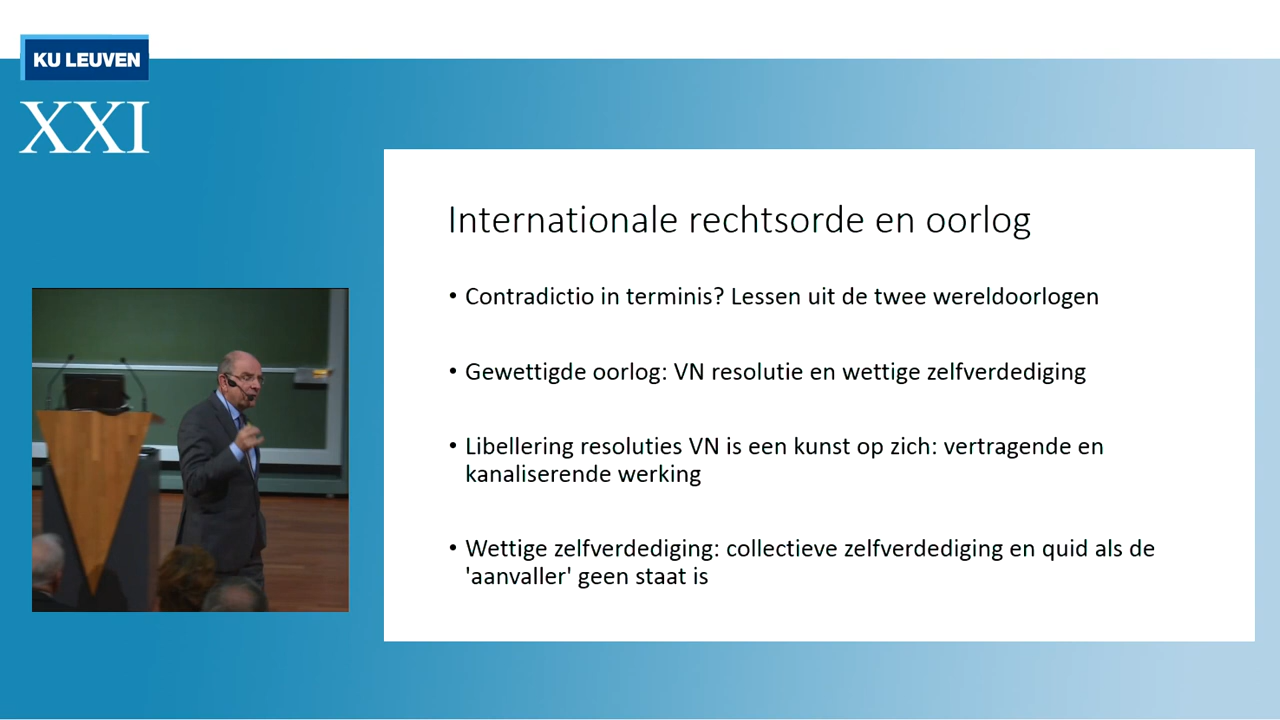 KU LEUVEN
XXI
Internationale rechtsorde en oorlog
• Contradictio in terminis? Lessen uit de twee wereldoorlogen
• Gewettigde oorlog: VN resolutie en wettige zelfverdediging
• Libellering resoluties VN is een kunst op zich: vertragende en
kanaliserende werking
• Wettige zelfverdediging: collectieve zelfverdediging en quid als de
'aanvaller' geen staat is